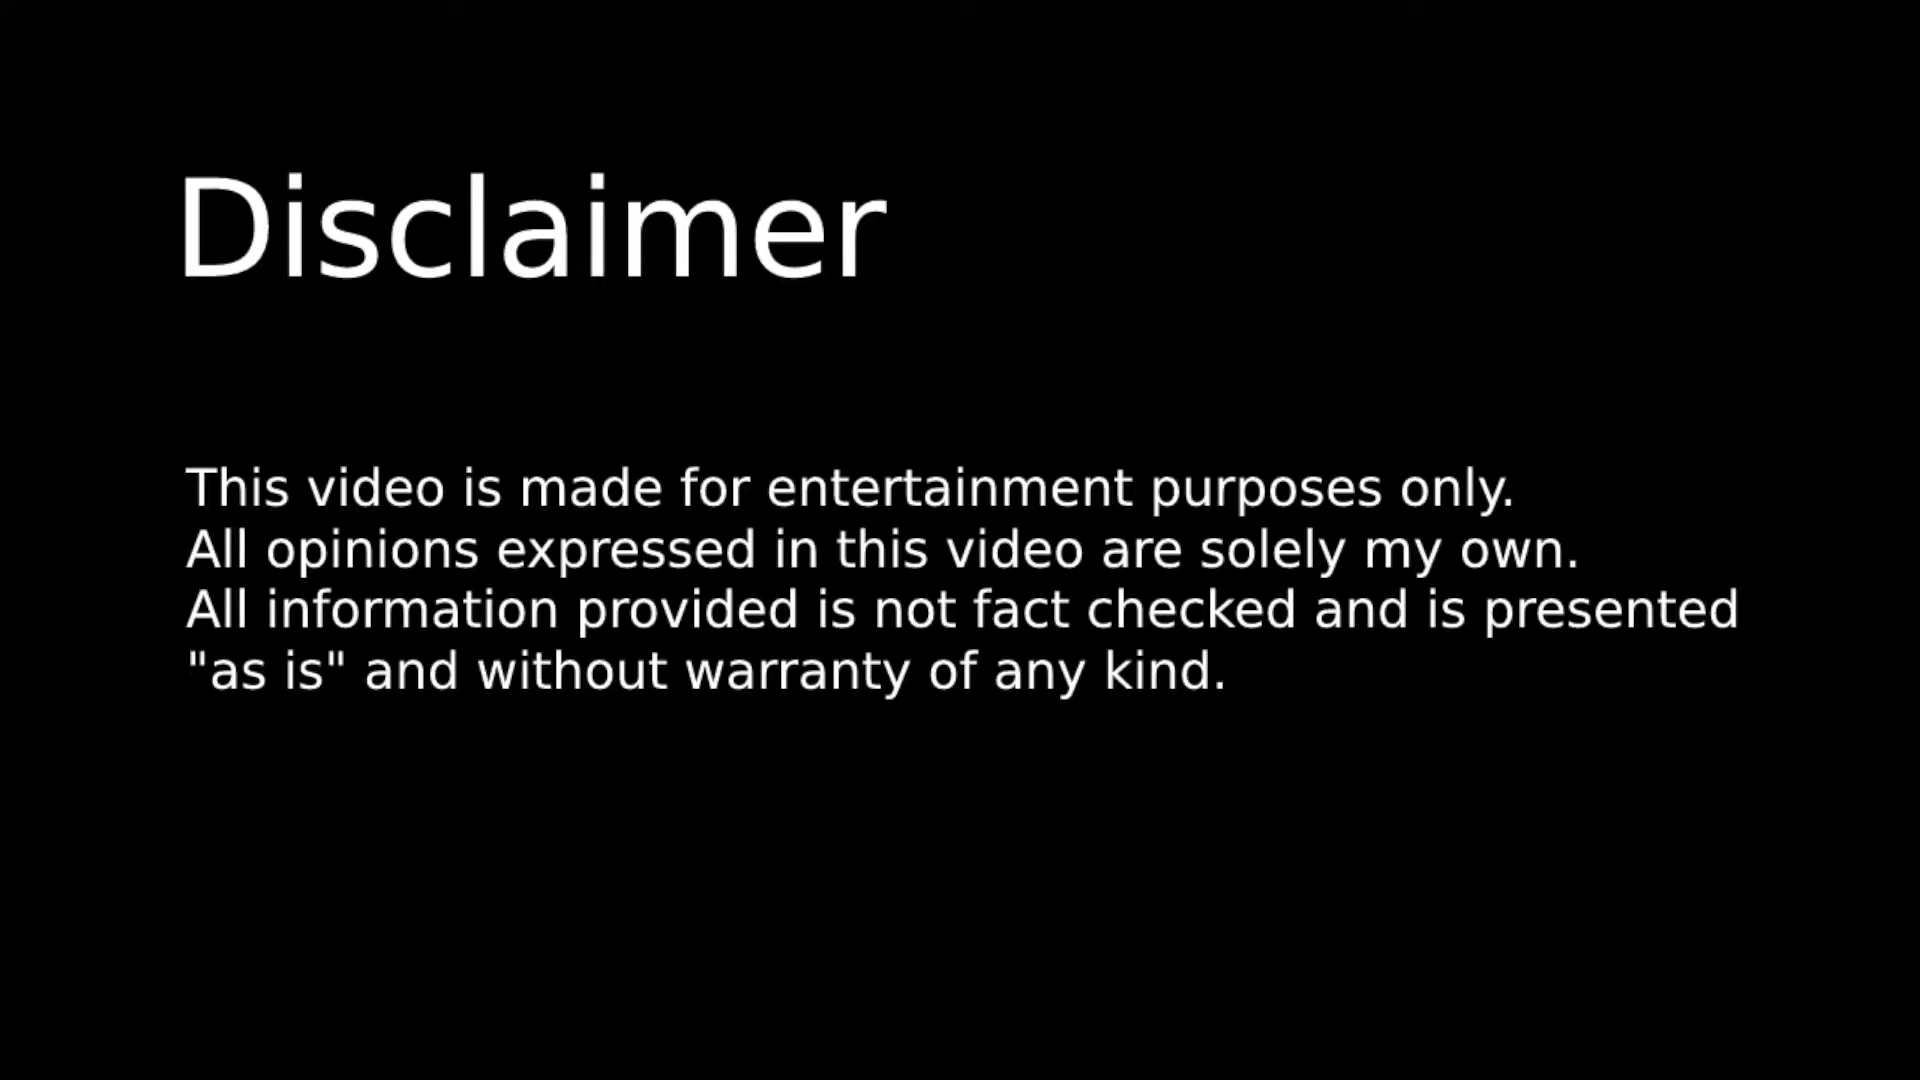 Disclaimer
This video is made for entertainment purposes only.
All opinions expressed in this video are solely my own.
All information provided is not fact checked and is presented
"as is" and without warranty of any kind.